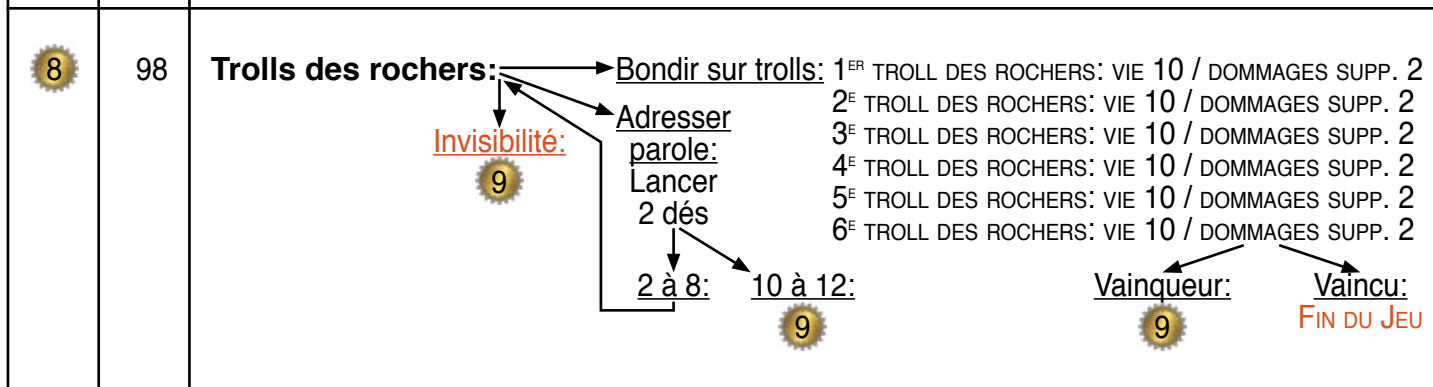 8 98 Trolls des rochers: Bondir sur trolls: 1ER TROLL DES ROCHERS: VIE 10 / DOMMAGES SUPP. 2
2E TROLL DES ROCHERS: VIE 10 / DOMMAGES SUPP. 2
3E TROLL DES ROCHERS: VIE 10 / DOMMAGES SUPP. 2
4E TROLL DES ROCHERS: VIE 10 / DOMMAGES SUPP. 2
5E TROLL DES ROCHERS: VIE 10 / DOMMAGES SUPP. 2
6E TROLL DES ROCHERS: VIE 10 / DOMMAGES SUPP. 2
Invisibilité:
9
Adresser
parole:
Lancer
2 dés
2 à 8: 10 à 12:
9
Vainqueur: Vaincu:
9 FIN DU JEU